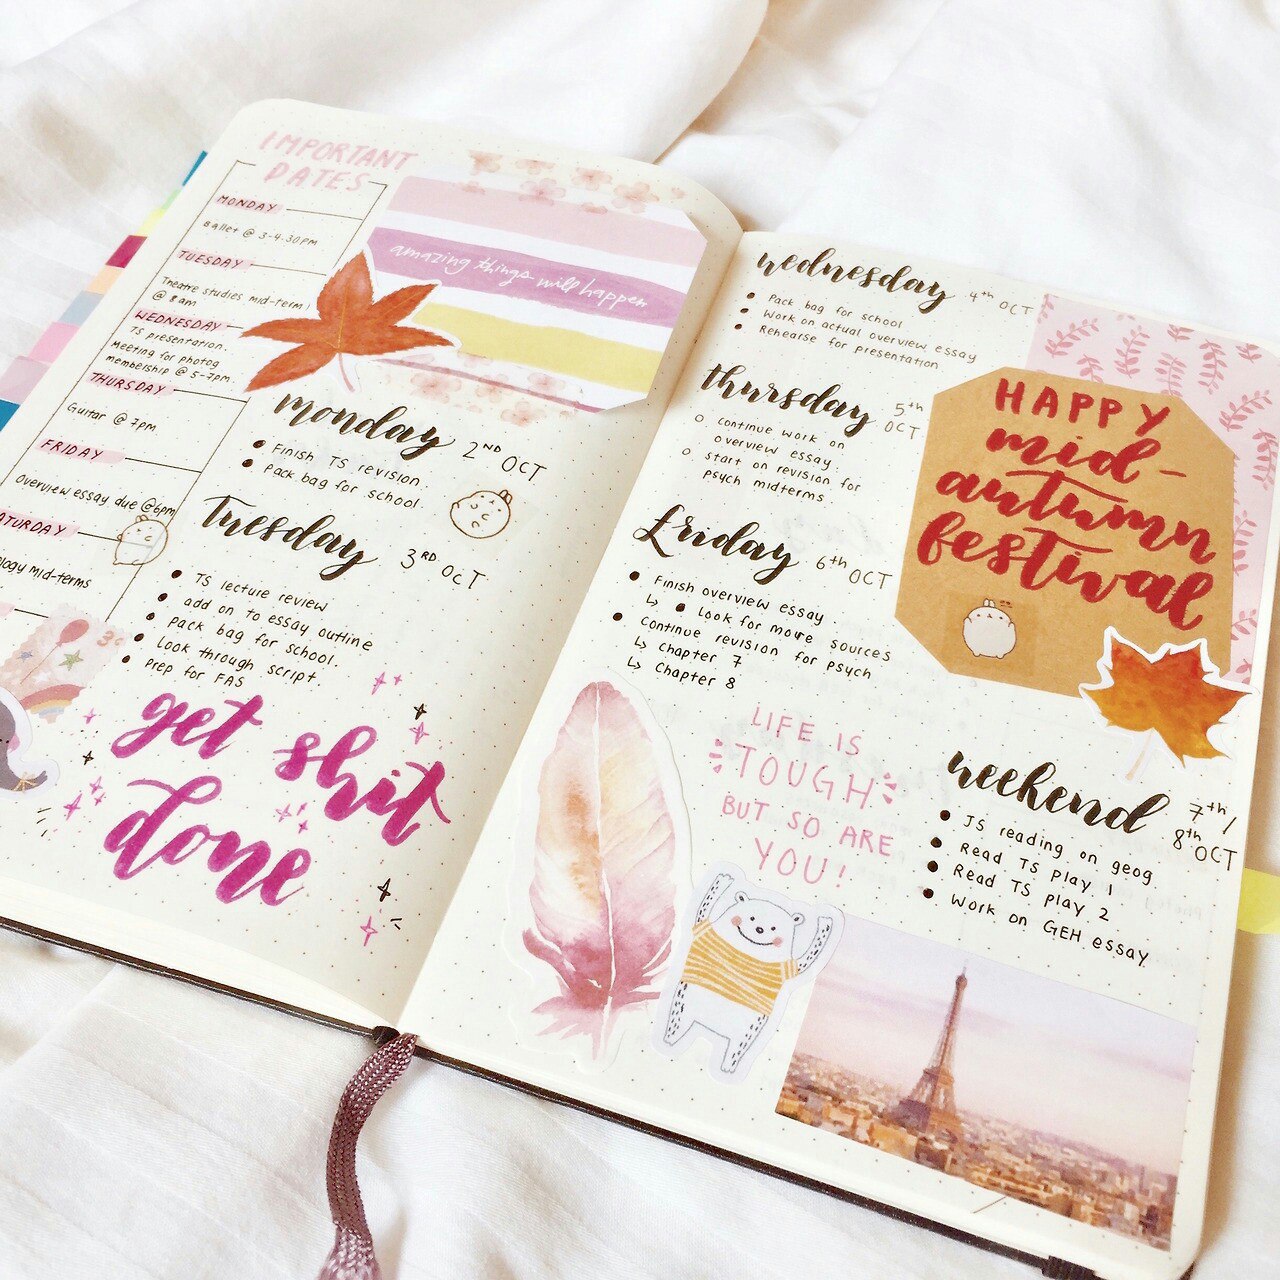 IMPORTANT
DATES
MONDAY
Ballet @ 3-4.30pm
TUESDAY
Theatre studies mid-term!
@ 8am
WEDNESDAY
TS presentation.
Meeting for photog
membership @ 5-7pm.
THURSDAY
Guitar @ 7pm
FRIDAY
Overview essay due @6pm
ATURDAY
ology mid-terms
3c
amazing things will happen
monday 2ND OCT
Finish TS revision.
Pack bag for school
Tuesday 3RD OCT
TS lecture review
add on to essay outline
pack bag for school.
Look through script.
prep for FAS
get shit
done
wednesday 4th OCT
Pack bag for school
Work on actual overview essay
Rehearse for presentation
thursday 5th OCT
continue work on
overview essay.
start on revision for
psych midterms
friday 6th OCT
Finish overview essay
↳ Look for more sources
Continue revision for psych
↳ Chapter 7
↳ Chapter 8
HAPPY
mid-
autumn
festival
LIFE IS
TOUGH
BUT SO ARE
YOU!
weekend 7th/
8th OCT
JS reading on geog
Read TS Play 1
Read TS play 2
Work on GEH essay